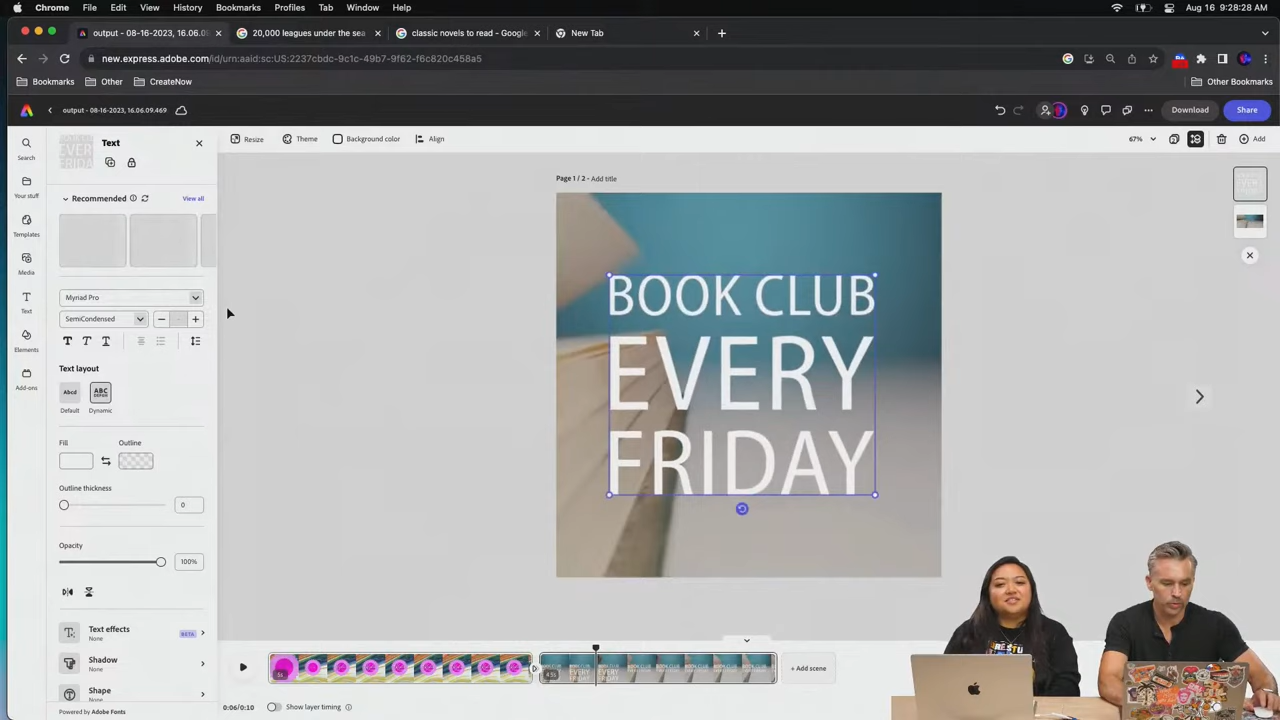 Chrome File Edit View History Bookmarks Profiles Tab Window Help Aug 16 9:28:28 AM
output - 08-16-2023, 16.06.0 20,000 leagues under the sea classic novels to read - Google New Tab
new.express.adobe.com/id/urn:aaid:sc:US:2237cbdc-9c1c-49b7-9f62-f6c820c458a5
Bookmarks Other CreateNow Other Bookmarks
output - 08-16-2023, 16.06.09.469 Download Share
Search
Your stuff
Templates
Media
Text
Elements
Add-ons
Text
Recommended View all
Myriad Pro
SemiCondensed
Text layout
Abcd ABC
Default Dynamic
Fill Outline
Outline thickness
0
Opacity
100%
Text effects
None
BETA
Shadow
None
Shape
None
Powered by Adobe Fonts
Resize Theme Background color Align 67% Add
Page 1 / 2 - Add title
BOOK CLUB
EVERY
FRIDAY
5s
+ Add scene
0:06/0:10 Show layer timing